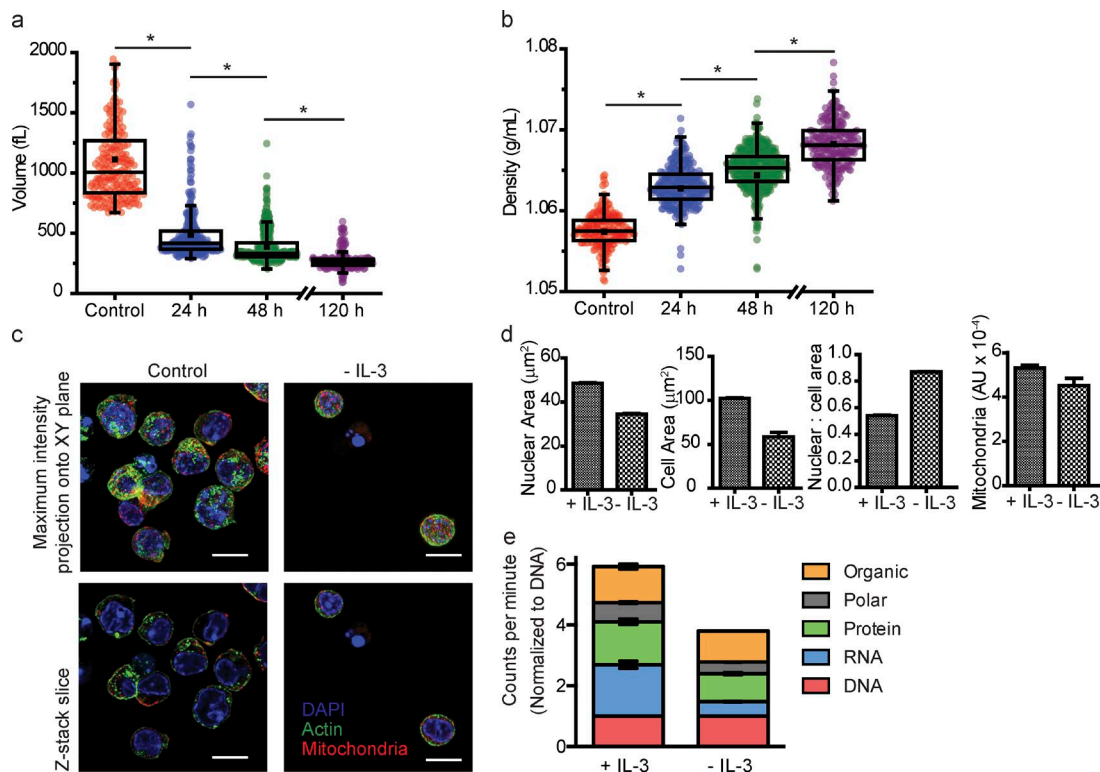 a
Volume (fL)
2000
1500
1000
500
0
*
*
*
Control 24 h 48 h 120 h
b
Density (g/mL)
1.08
1.07
1.06
1.05
*
*
*
Control 24 h 48 h 120 h
c
Control - IL-3
Maximum intensity
projection onto XY plane
Z-stack slice
DAPI
Actin
Mitochondria
d
Nuclear Area (μm²)
60
40
20
0
+ IL-3 - IL-3
Cell Area (μm²)
150
100
50
0
+ IL-3 - IL-3
Nuclear : cell area
1.0
0.8
0.6
0.4
0.2
0.0
+ IL-3 - IL-3
Mitochondria (AU x 10⁻⁴)
6
4
2
0
+ IL-3 - IL-3
e
Counts per minute
(Normalized to DNA)
6
4
2
0
+ IL-3 - IL-3
Organic
Polar
Protein
RNA
DNA